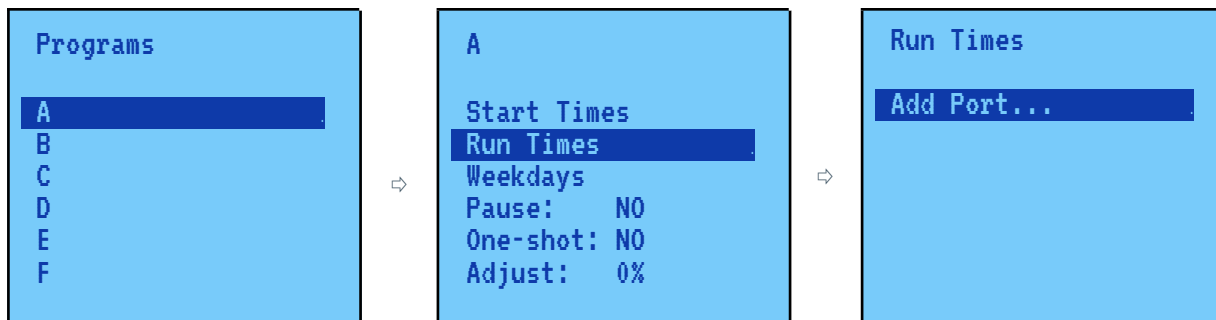 Programs
A
B
C
D
E
F
A
Start Times
Run Times
Weekdays
Pause: NO
One-shot: NO
Adjust: 0%
Run Times
Add Port...